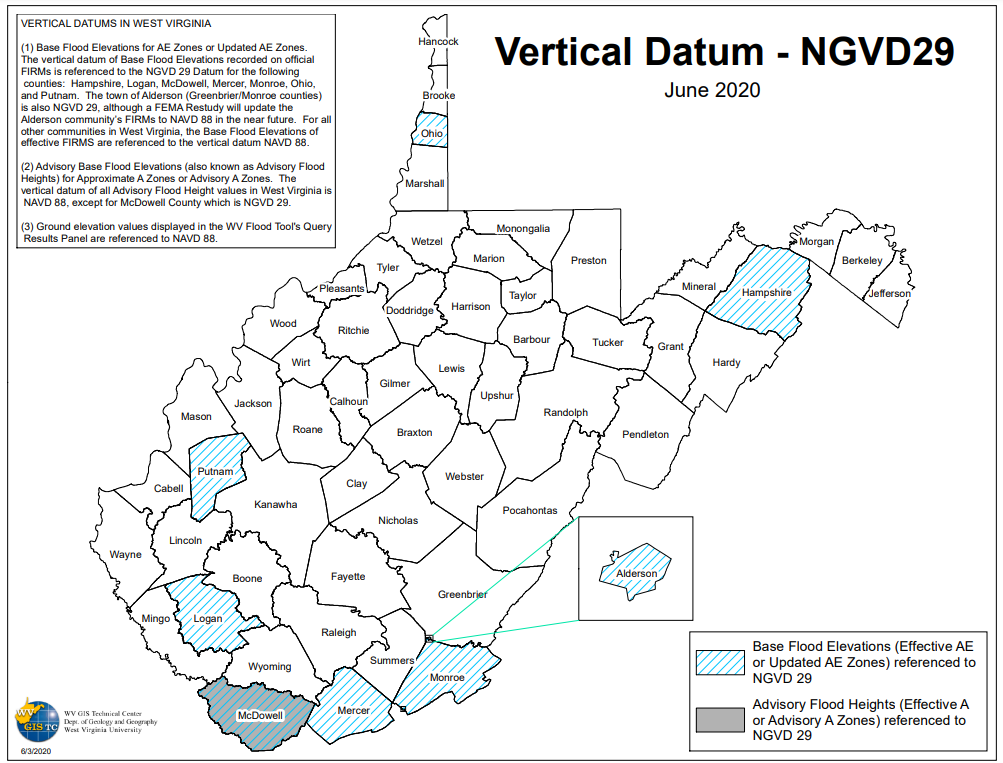 VERTICAL DATUMS IN WEST VIRGINIA
(1) Base Flood Elevations for AE Zones or Updated AE Zones.
The vertical datum of Base Flood Elevations recorded on official
FIRMs is referenced to the NGVD 29 Datum for the following
counties: Hampshire, Logan, McDowell, Mercer, Monroe, Ohio,
and Putnam. The town of Alderson (Greenbrier/Monroe counties)
is also NGVD 29, although a FEMA Restudy will update the
Alderson community's FIRMs to NAVD 88 in the near future. For all
other communities in West Virginia, the Base Flood Elevations of
effective FIRMS are referenced to the vertical datum NAVD 88.
(2) Advisory Base Flood Elevations (also known as Advisory Flood
Heights) for Approximate A Zones or Advisory A Zones. The
vertical datum of all Advisory Flood Height values in West Virginia is
NAVD 88, except for McDowell County which is NGVD 29.
(3) Ground elevation values displayed in the WV Flood Tool's Query
Results Panel are referenced to NAVD 88.
Vertical Datum - NGVD29
June 2020
Hancock
Brooke
Ohio
Marshall
Wetzel
Monongalia
Marion
Preston
Tyler
Pleasants
Doddridge
Harrison
Taylor
Mineral
Hampshire
Morgan
Berkeley
Jefferson
Wood
Ritchie
Barbour
Tucker
Grant
Hardy
Wirt
Lewis
Gilmer
Upshur
Calhoun
Jackson
Mason
Roane
Braxton
Randolph
Pendleton
Putnam
Cabell
Kanawha
Clay
Webster
Nicholas
Pocahontas
Wayne
Lincoln
Boone
Fayette
Greenbrier
Alderson
Mingo
Logan
Raleigh
Wyoming
Summers
Monroe
McDowell
Mercer
Base Flood Elevations (Effective AE
or Updated AE Zones) referenced to
NGVD 29
Advisory Flood Heights (Effective A
or Advisory A Zones) referenced to
NGVD 29
WV
GIS TC
WV GIS Technical Center
Dept. of Geology and Geography
West Virginia University
6/3/2020